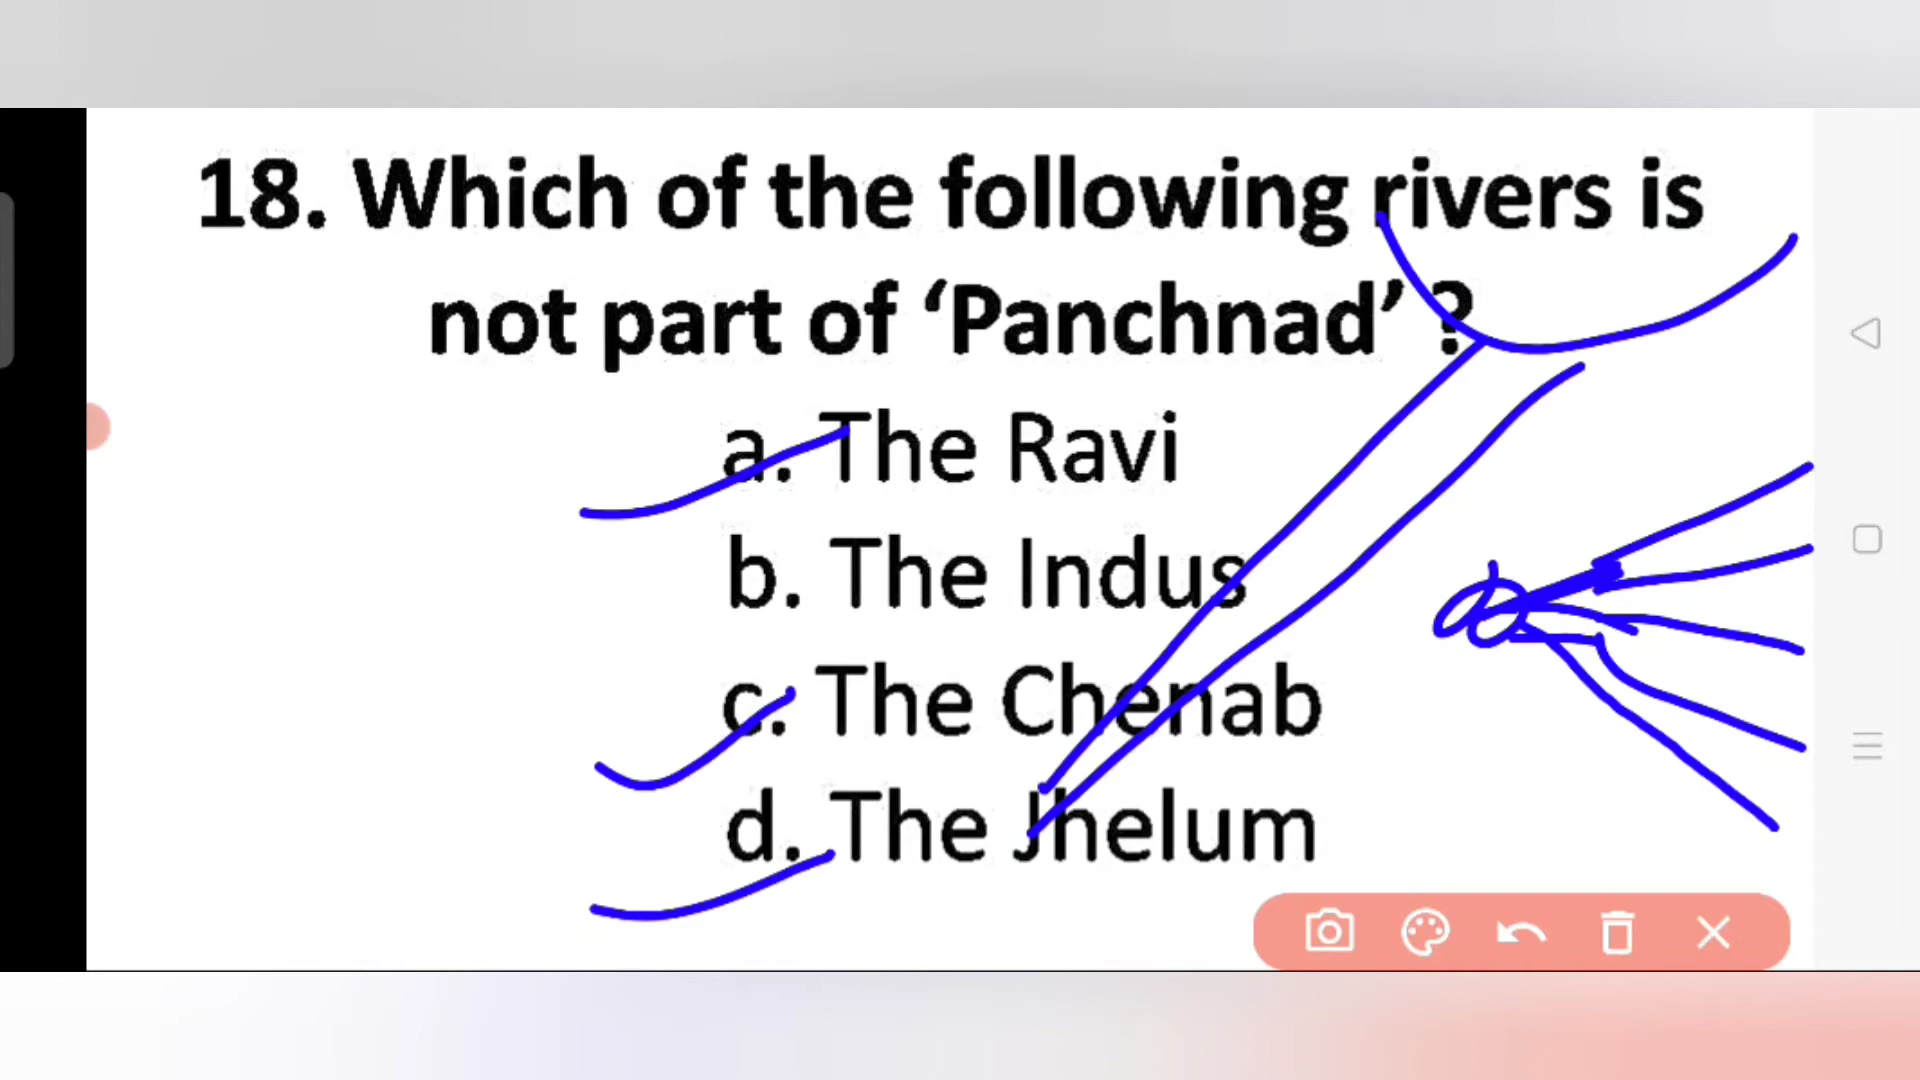 18. Which of the following rivers is
not part of ‘Panchnad’ ?
a. The Ravi
b. The Indus
c. The Chenab
d. The Jhelum